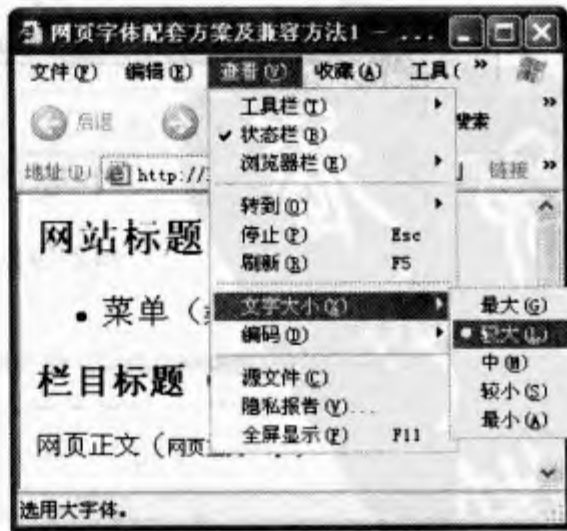 网页字体配套方案及兼容方法1 - ...
文件(F) 编辑(E) 查看(V) 收藏(A) 工具( »
后退 搜索 »
地址(D) http:// 链接 »
工具栏(T)
✓ 状态栏(B)
浏览器栏(E)
转到(O)
停止(P) Esc
刷新(R) F5
文字大小(X)
编码(D)
源文件(C)
隐私报告(V)...
全屏显示(F) F11
最大(G)
● 较大(L)
中(M)
较小(S)
最小(A)
网站标题
• 菜单（
栏目标题
网页正文（网页
选用大字体。